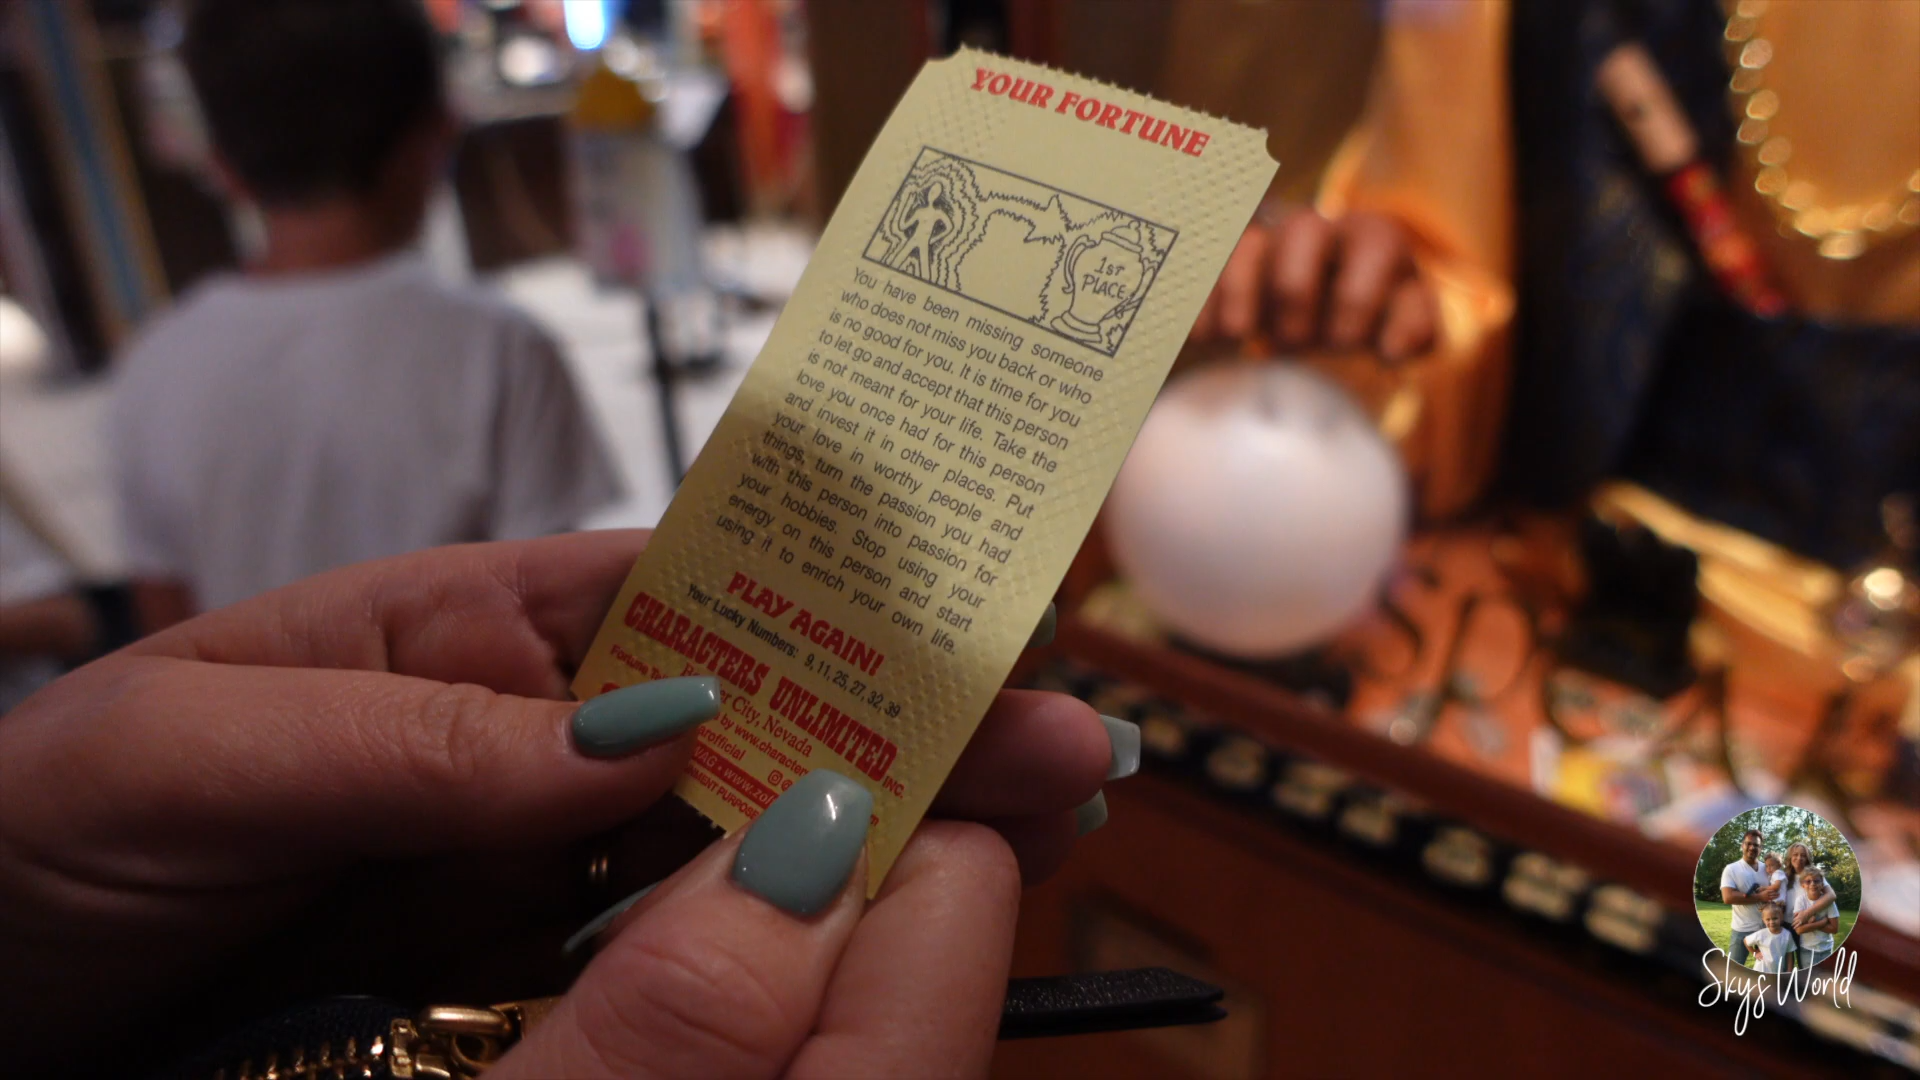 YOUR FORTUNE
1ST
PLACE
You have been missing someone
who does not miss you back or who
is no good for you. It is time for you
to let go and accept that this person
is not meant for your life. Take the
love you once had for this person
and invest it in other places. Put
your love in worthy people and
things, turn the passion you had
with this person into passion for
your hobbies. Stop using your
energy on this person and start
using it to enrich your own life.
PLAY AGAIN!
Your Lucky Numbers: 9, 11, 25, 27, 32, 39
CHARACTERS UNLIMITED INC.
City, Nevada
by
Skys World